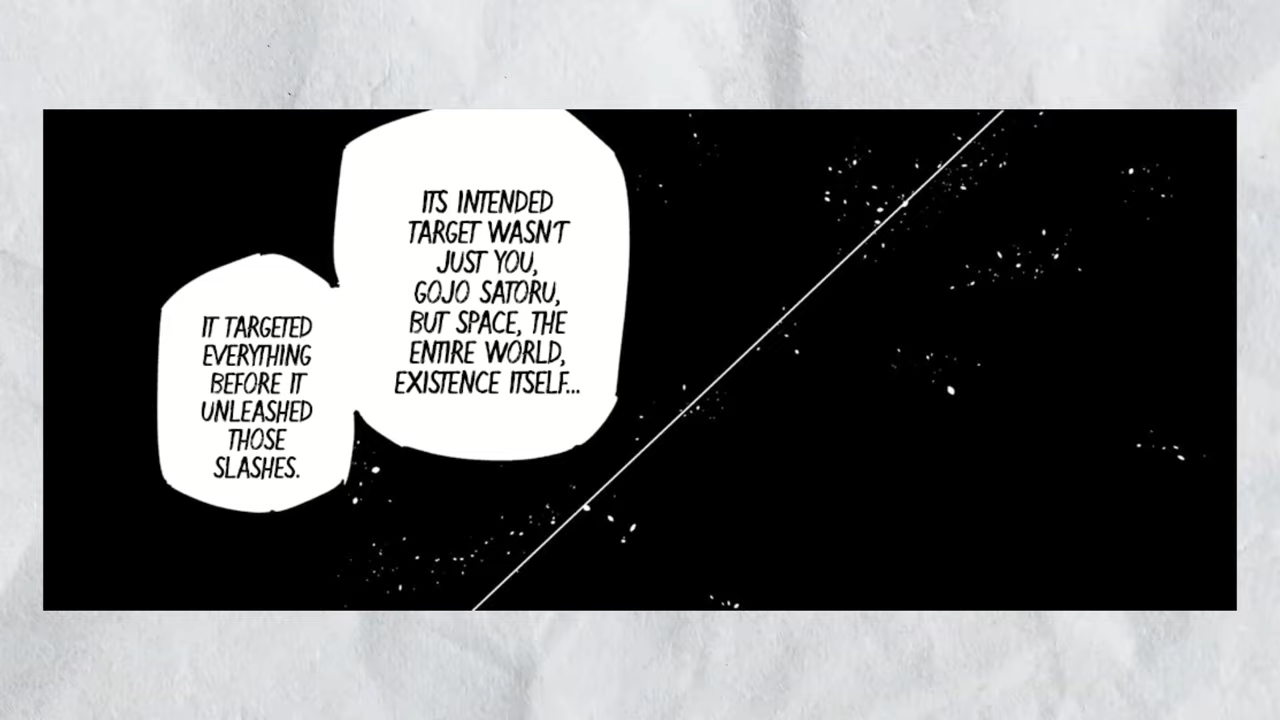 ITS INTENDED
TARGET WASN'T
JUST YOU,
GOJO SATORU,
BUT SPACE, THE
ENTIRE WORLD,
EXISTENCE ITSELF...
IT TARGETED
EVERYTHING
BEFORE IT
UNLEASHED
THOSE
SLASHES.